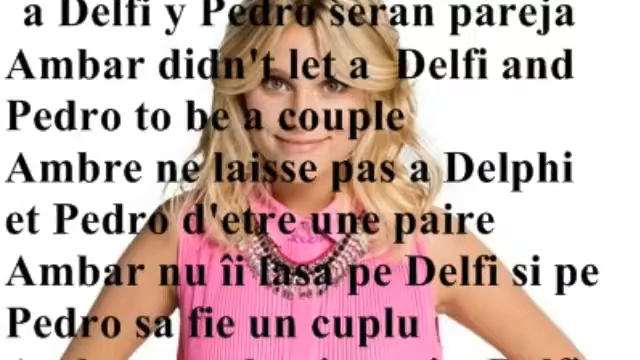 a Delfi y Pedro seran pareja
Ambar didn't let a Delfi and
Pedro to be a couple
Ambre ne laisse pas a Delphi
et Pedro d'etre une paire
Ambar nu îi lasa pe Delfi si pe
Pedro sa fie un cuplu